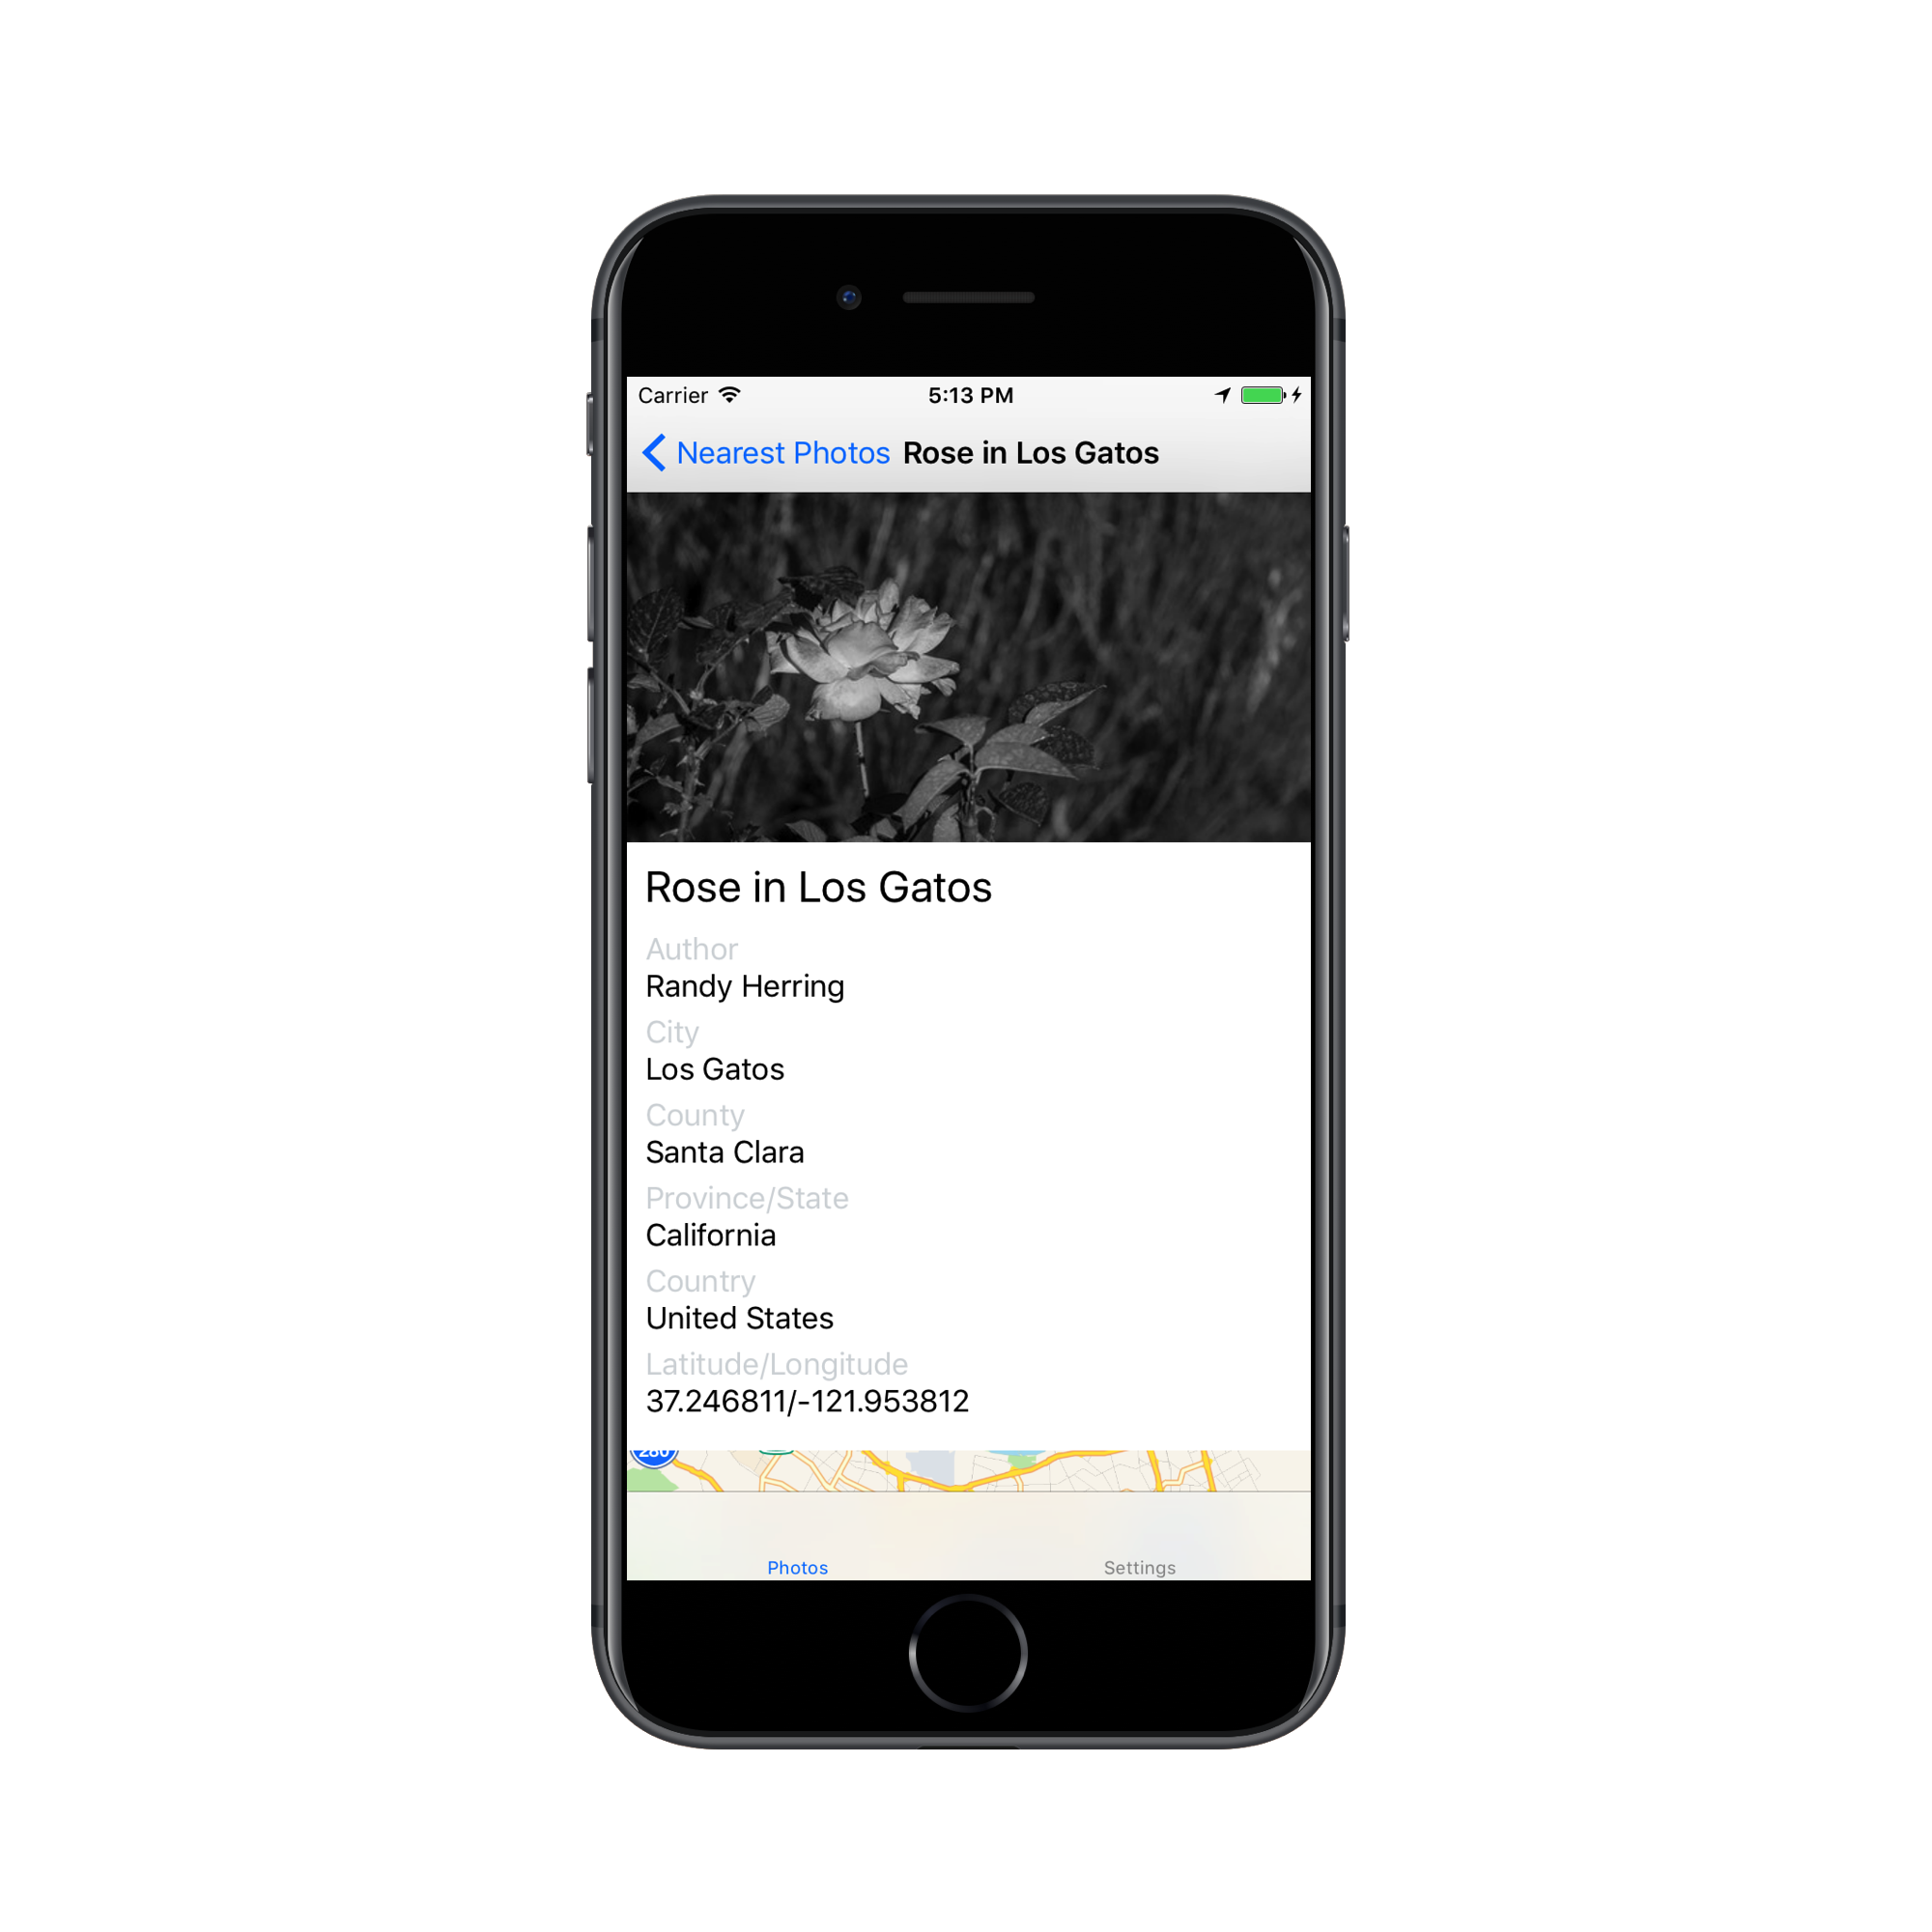 Carrier 5:13 PM
Nearest Photos Rose in Los Gatos
Rose in Los Gatos
Author
Randy Herring
City
Los Gatos
County
Santa Clara
Province/State
California
Country
United States
Latitude/Longitude
37.246811/-121.953812
280
Photos Settings